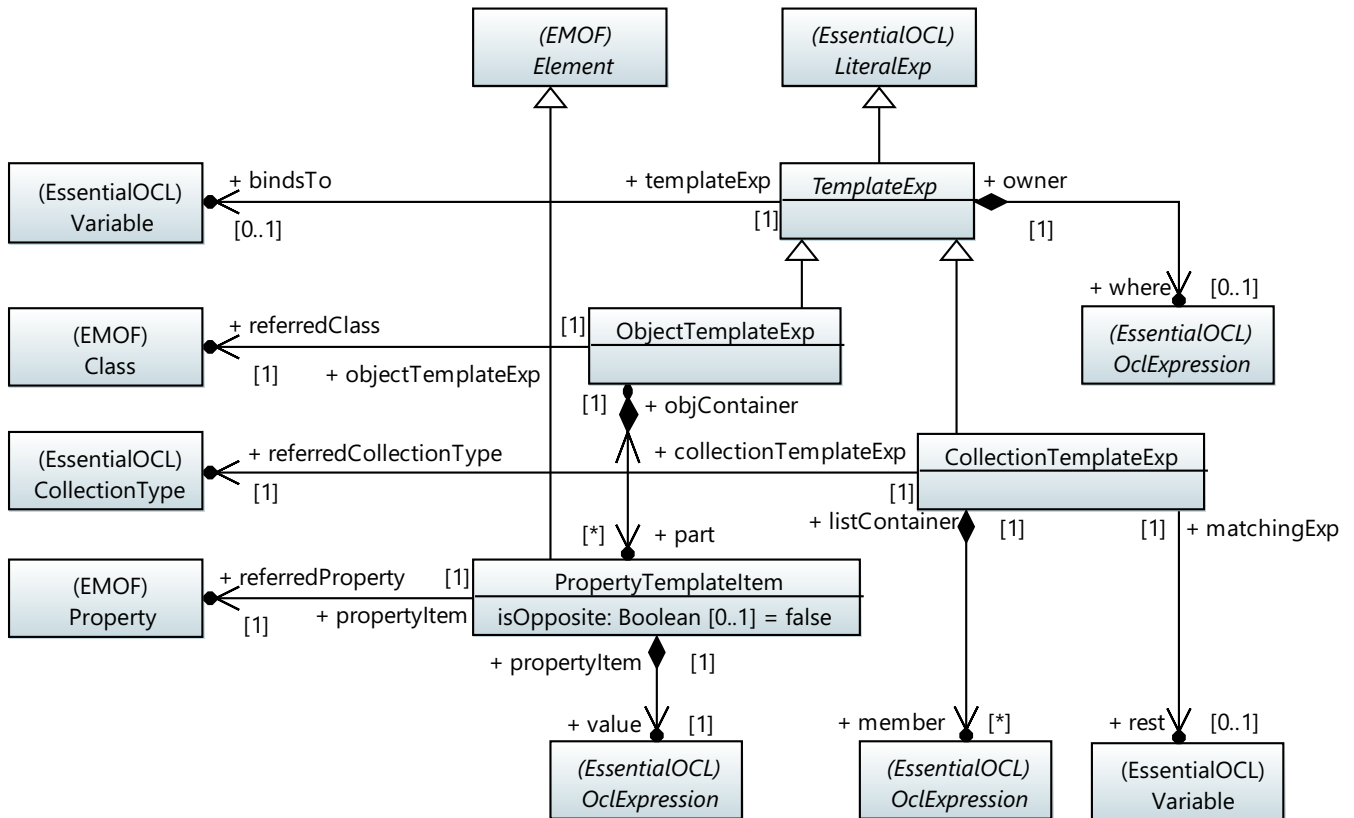 (EMOF)
Element
(EssentialOCL)
LiteralExp
(EssentialOCL)
Variable
+ bindsTo
[0..1]
+ templateExp
[1]
TemplateExp
+ owner
[1]
+ where
[0..1]
(EssentialOCL)
OclExpression
(EMOF)
Class
+ referredClass
[1]
[1]
+ objectTemplateExp
ObjectTemplateExp
[1]
+ objContainer
(EssentialOCL)
CollectionType
+ referredCollectionType
[1]
+ collectionTemplateExp
[1]
CollectionTemplateExp
+ listContainer
[1]
[1]
+ matchingExp
[*]
+ part
(EMOF)
Property
+ referredProperty
[1]
[1]
+ propertyItem
PropertyTemplateItem
isOpposite: Boolean [0..1] = false
+ propertyItem
[1]
+ value
[1]
(EssentialOCL)
OclExpression
+ member
[*]
(EssentialOCL)
OclExpression
+ rest
[0..1]
(EssentialOCL)
Variable